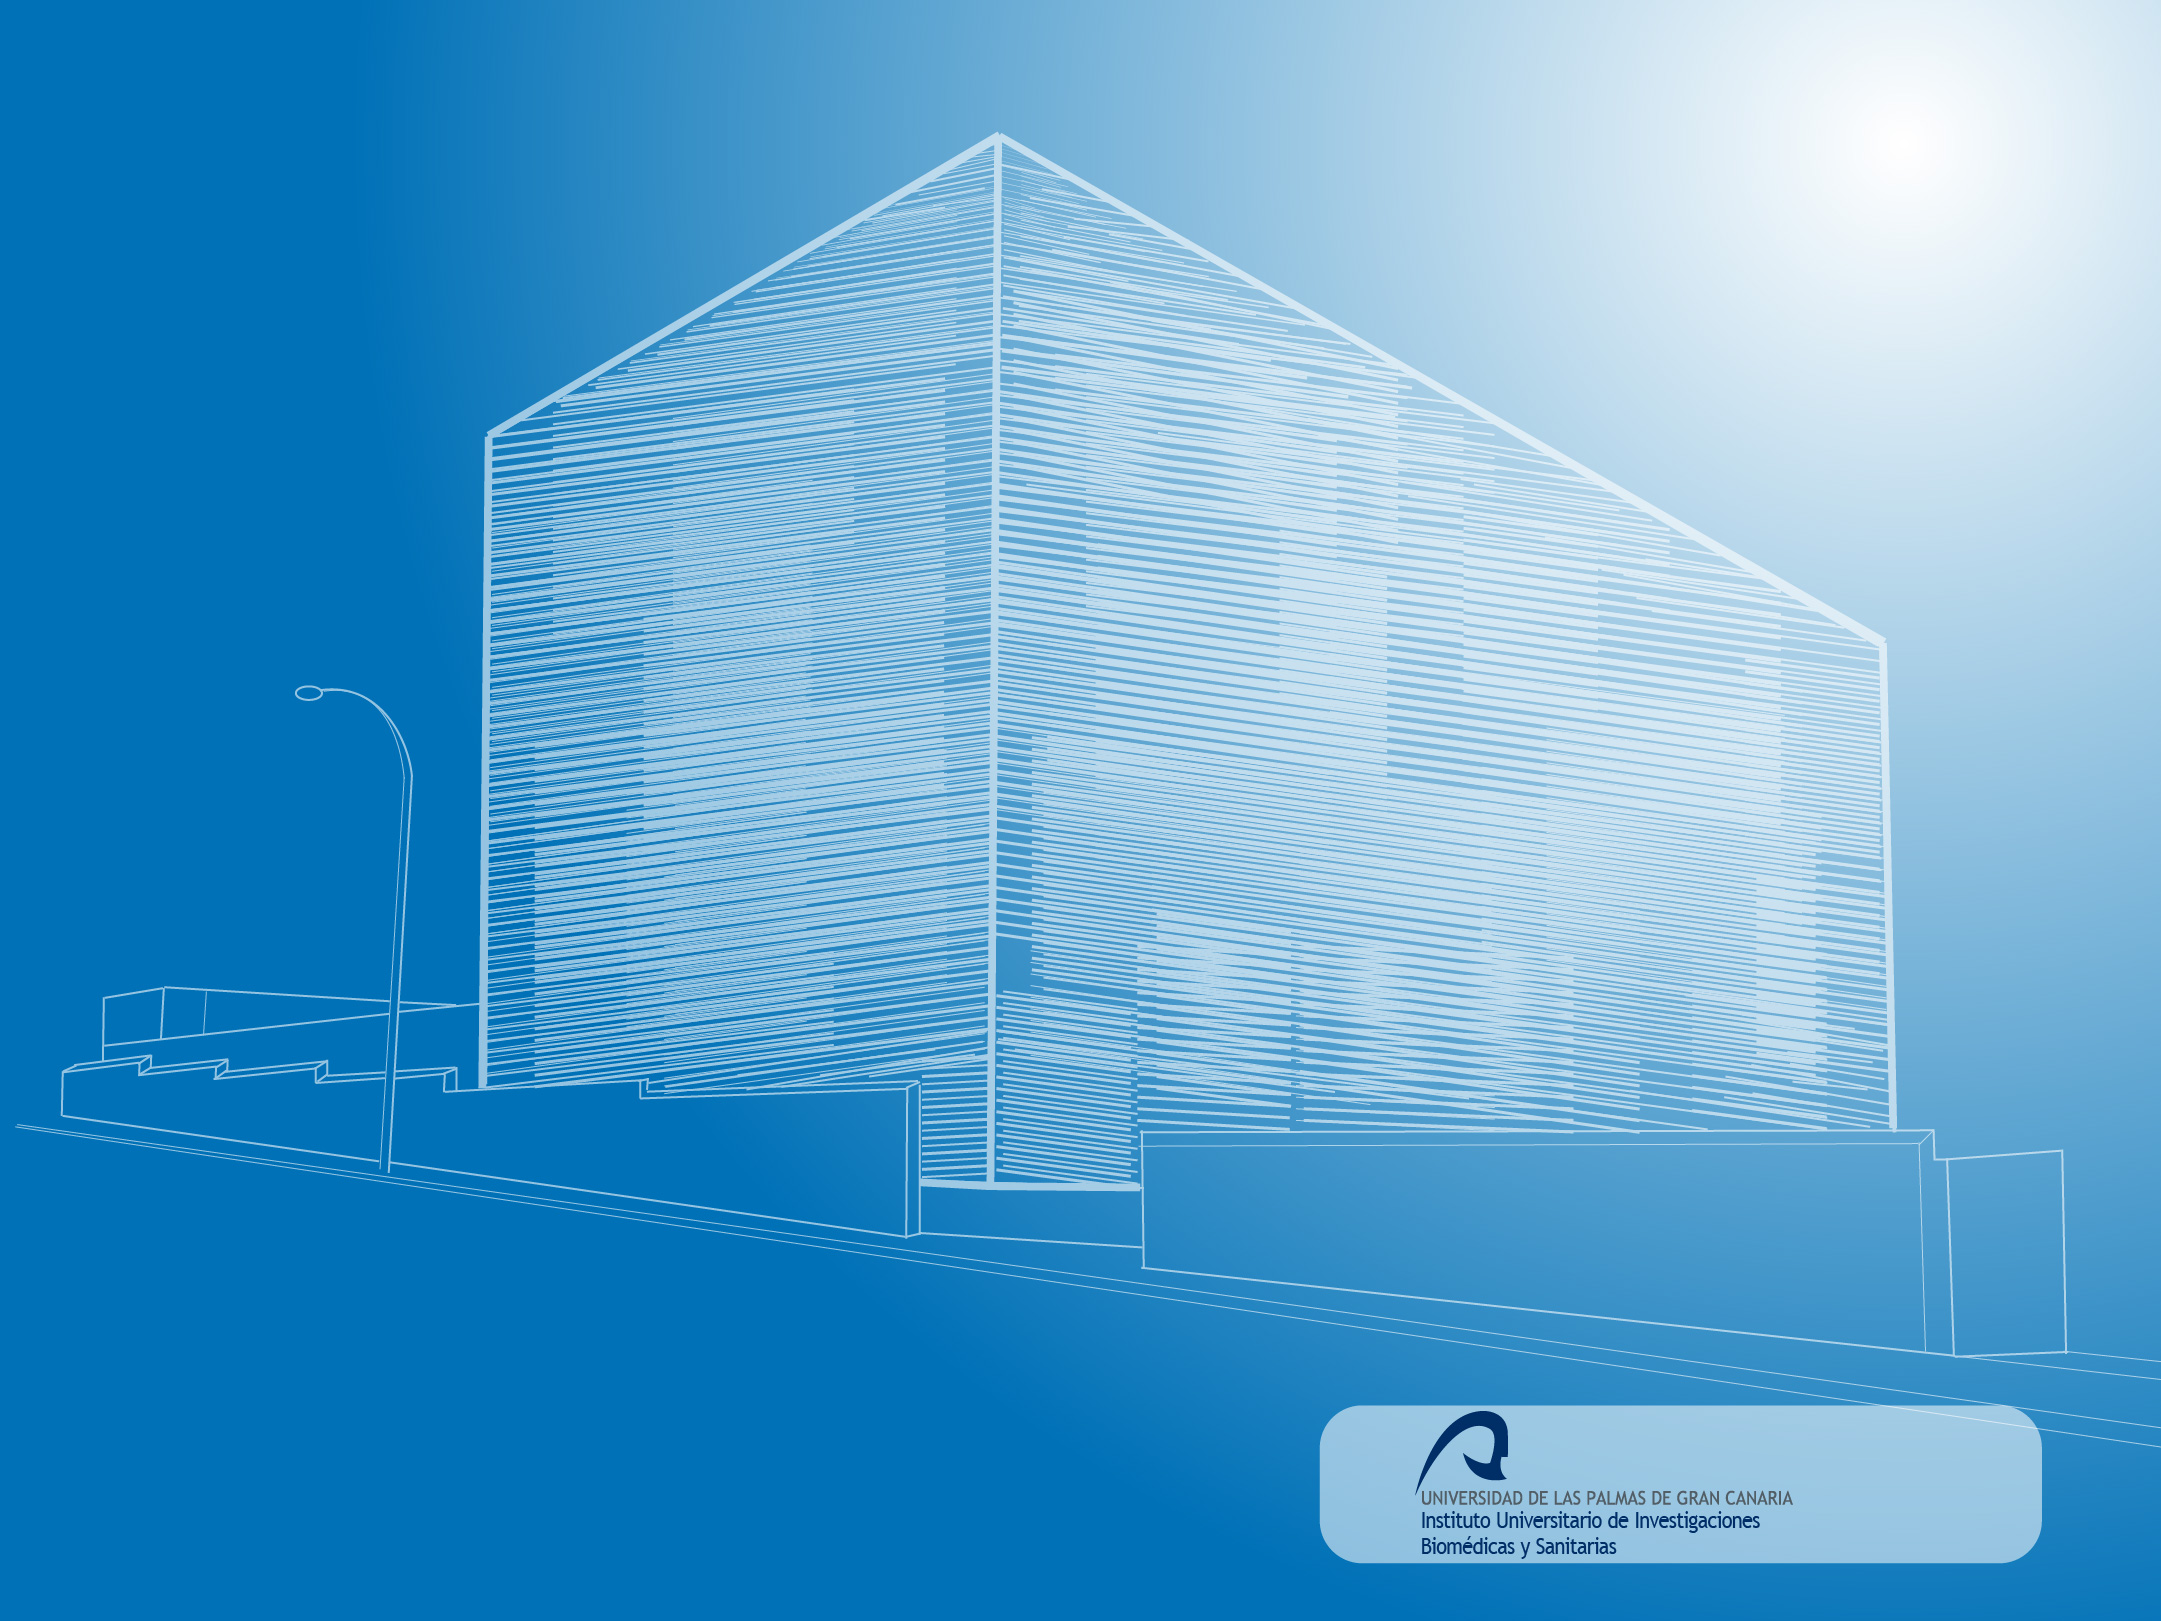 UNIVERSIDAD DE LAS PALMAS DE GRAN CANARIA
Instituto Universitario de Investigaciones
Biomédicas y Sanitarias